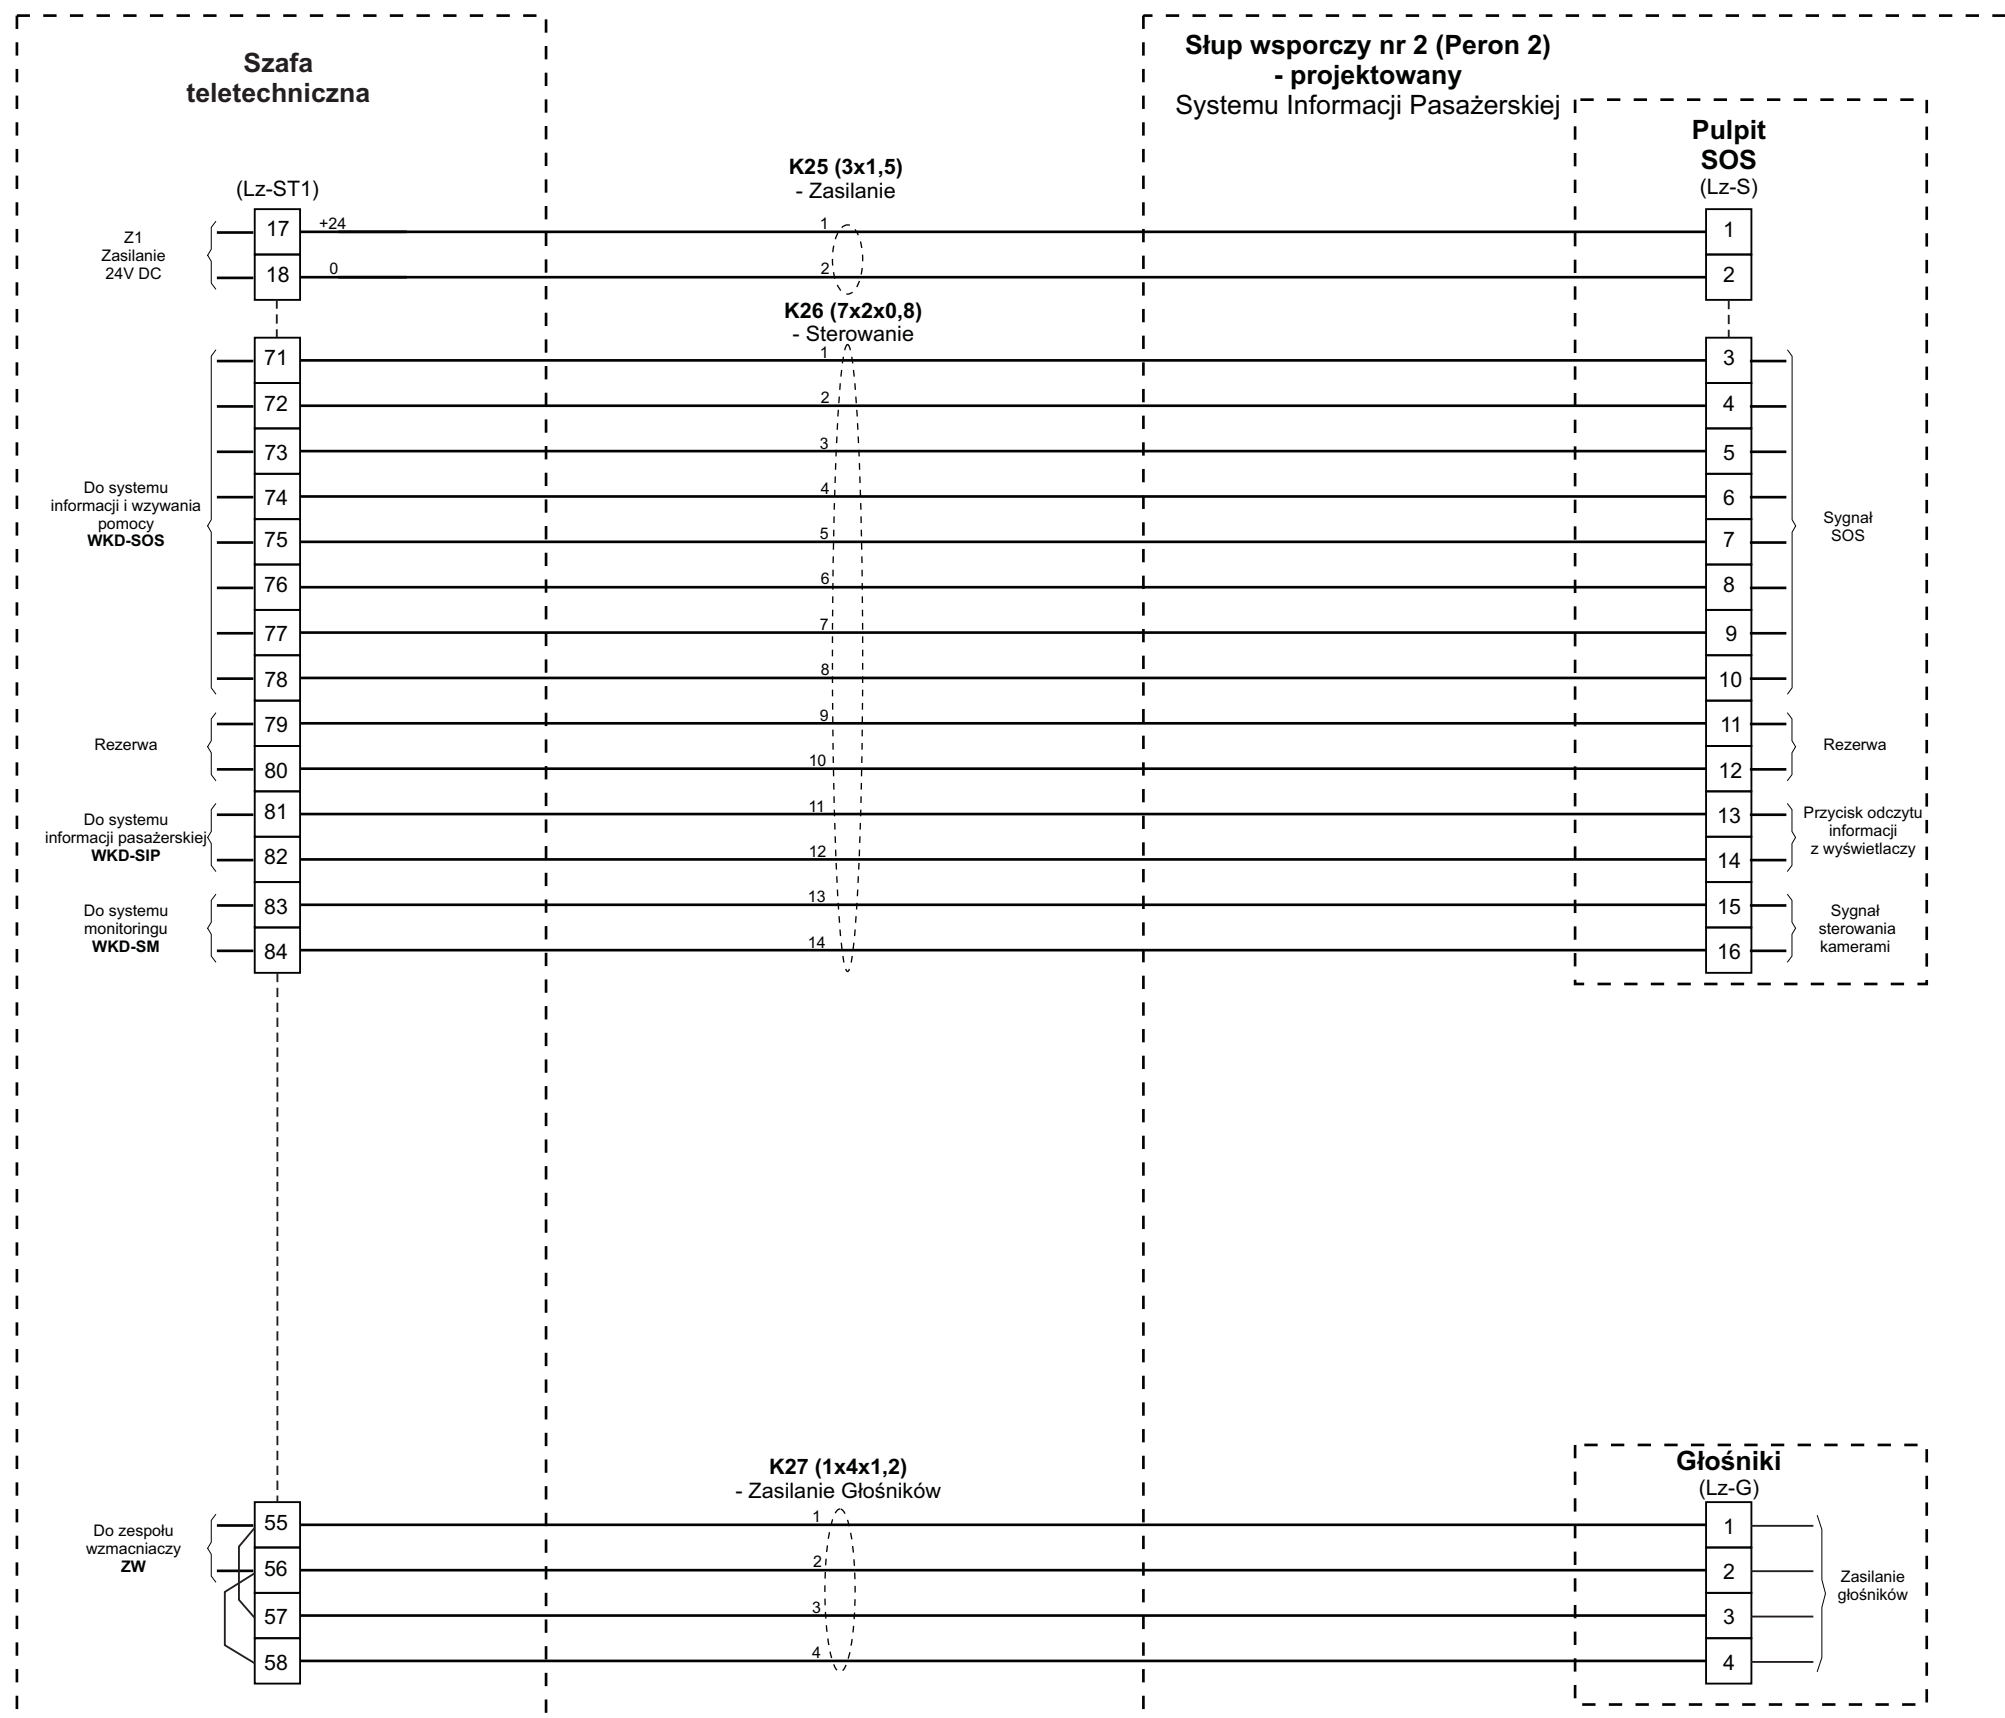 Szafa
teletechniczna
Słup wsporczy nr 2 (Peron 2)
- projektowany
Systemu Informacji Pasażerskiej
Pulpit
SOS
(Lz-S)
(Lz-ST1)
K25 (3x1,5)
- Zasilanie
Z1
Zasilanie
24V DC
17 +24 1 1
18 0 2 2
K26 (7x2x0,8)
- Sterowanie
71 1 3
72 2 4
73 3 5
74 4 6
75 5 7
76 6 8
77 7 9
78 8 10
79 9 11
80 10 12
81 11 13
82 12 14
83 13 15
84 14 16
Do systemu
informacji i wzywania
pomocy
WKD-SOS
Sygnał
SOS
Rezerwa
Rezerwa
Do systemu
informacji pasażerskiej
WKD-SIP
Przycisk odczytu
informacji
z wyświetlaczy
Do systemu
monitoringu
WKD-SM
Sygnał
sterowania
kamerami
K27 (1x4x1,2)
- Zasilanie Głośników
Głośniki
(Lz-G)
55 1 1
56 2 2
57 3 3
58 4 4
Do zespołu
wzmacniaczy
ZW
Zasilanie
głośników